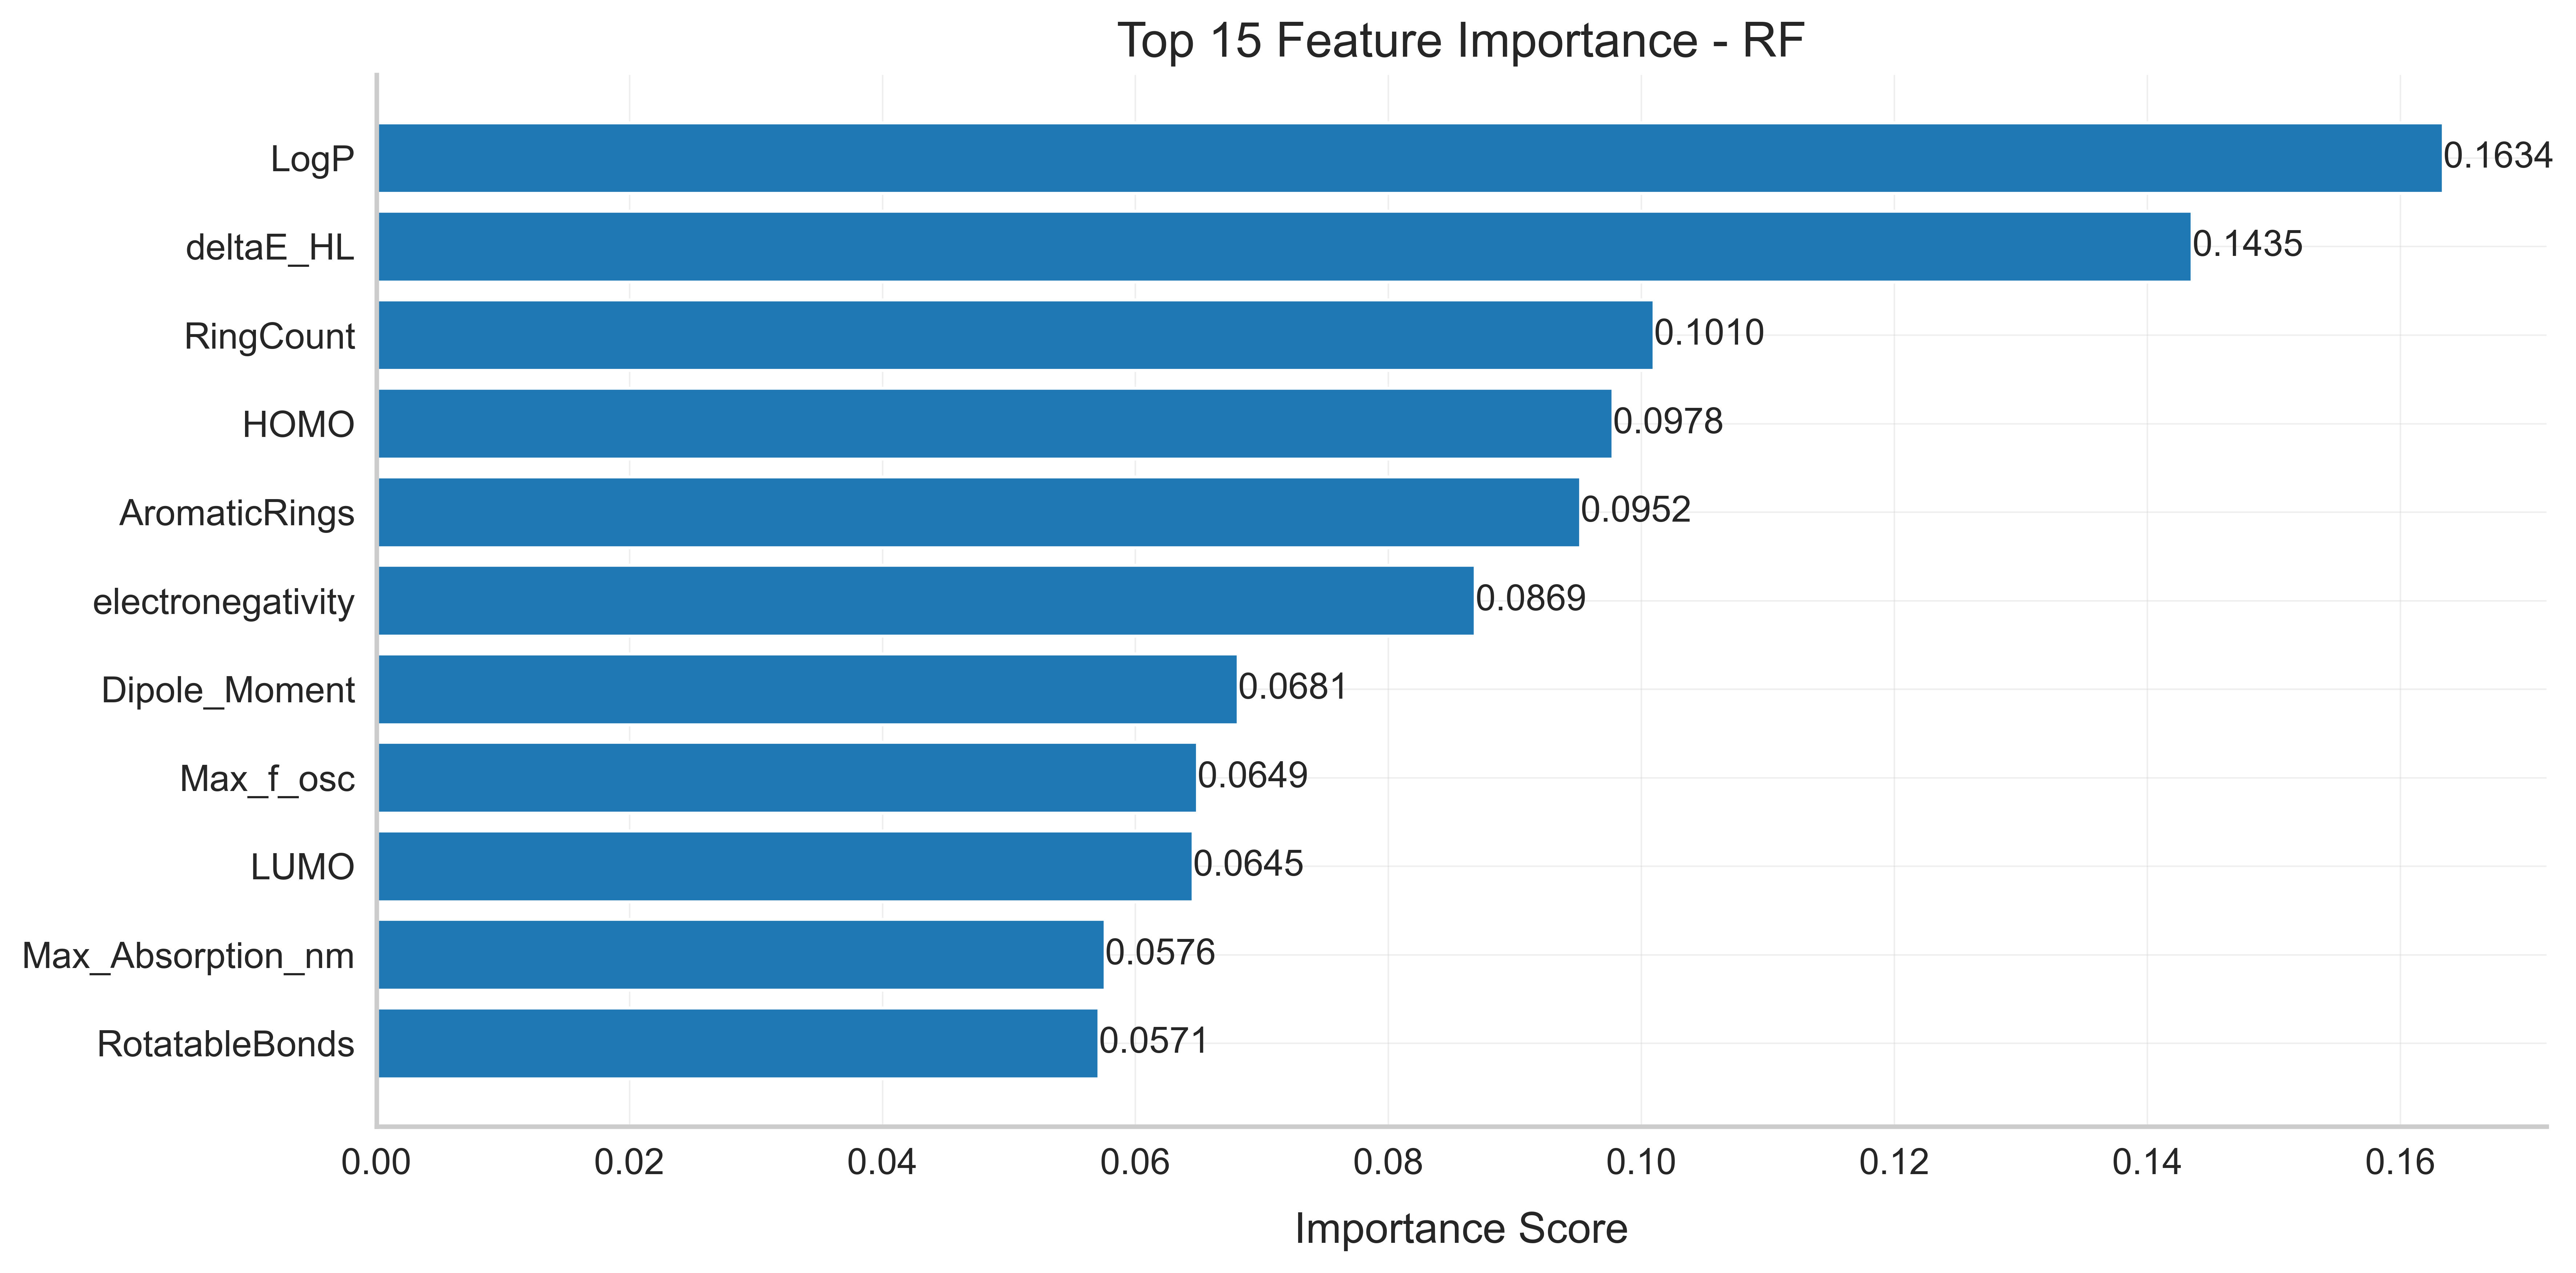 Top 15 Feature Importance - RF
LogP 0.1634
deltaE_HL 0.1435
RingCount 0.1010
HOMO 0.0978
AromaticRings 0.0952
electronegativity 0.0869
Dipole_Moment 0.0681
Max_f_osc 0.0649
LUMO 0.0645
Max_Absorption_nm 0.0576
RotatableBonds 0.0571
0.00 0.02 0.04 0.06 0.08 0.10 0.12 0.14 0.16
Importance Score